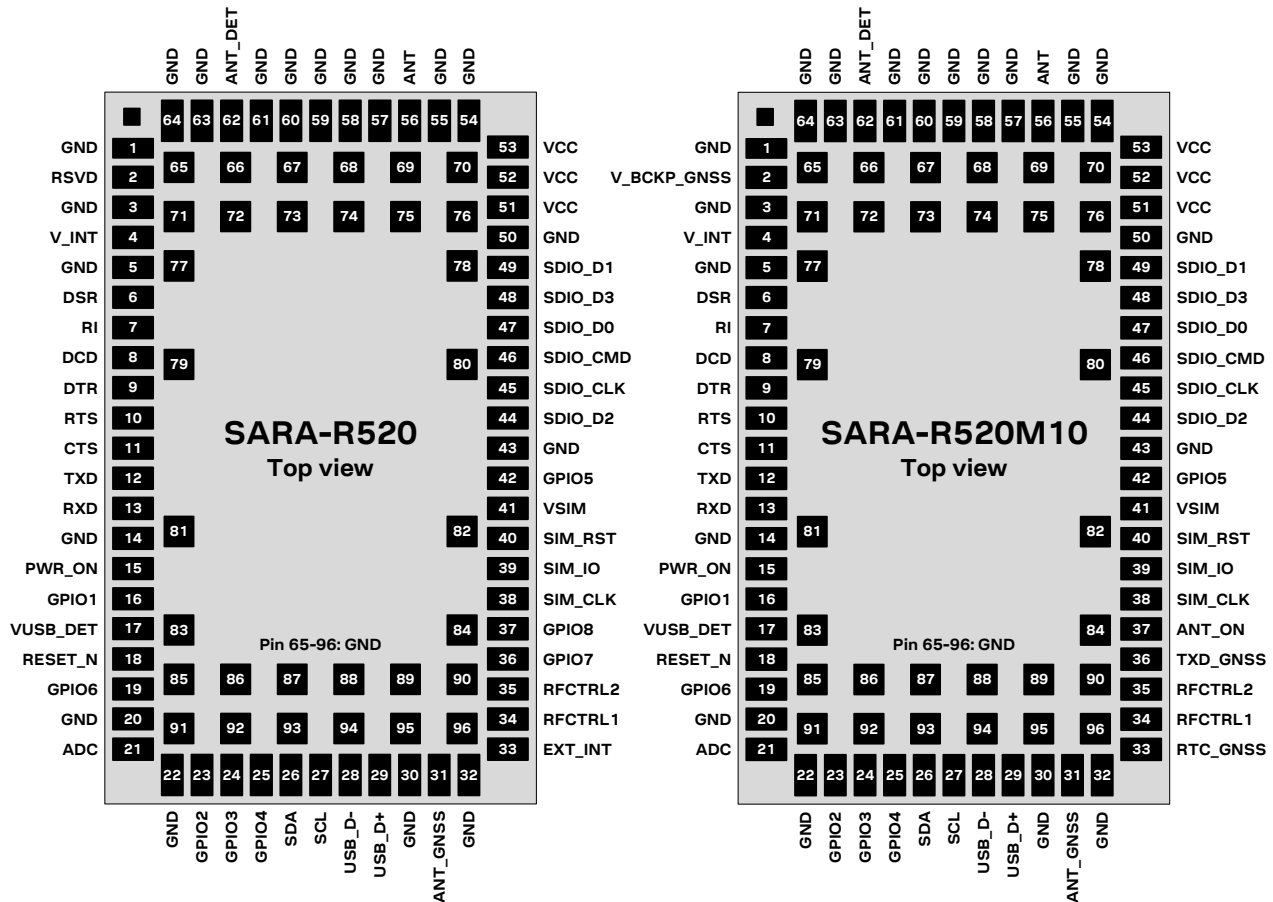 GND GND ANT_DET GND GND GND GND GND ANT GND GND
64 63 62 61 60 59 58 57 56 55 54
GND 1
RSVD 2
GND 3
V_INT 4
GND 5
DSR 6
RI 7
DCD 8
DTR 9
RTS 10
CTS 11
TXD 12
RXD 13
GND 14
PWR_ON 15
GPIO1 16
VUSB_DET 17
RESET_N 18
GPIO6 19
GND 20
ADC 21
65 66 67 68 69 70
71 72 73 74 75 76
77 78
79 80
SARA-R520
Top view
81 82
83 84
Pin 65-96: GND
85 86 87 88 89 90
91 92 93 94 95 96
53 VCC
52 VCC
51 VCC
50 GND
49 SDIO_D1
48 SDIO_D3
47 SDIO_D0
46 SDIO_CMD
45 SDIO_CLK
44 SDIO_D2
43 GND
42 GPIO5
41 VSIM
40 SIM_RST
39 SIM_IO
38 SIM_CLK
37 GPIO8
36 GPIO7
35 RFCTRL2
34 RFCTRL1
33 EXT_INT
22 23 24 25 26 27 28 29 30 31 32
GND GPIO2 GPIO3 GPIO4 SDA SCL USB_D- USB_D+ GND ANT_GNSS GND
GND GND ANT_DET GND GND GND GND GND ANT GND GND
64 63 62 61 60 59 58 57 56 55 54
GND 1
V_BCKP_GNSS 2
GND 3
V_INT 4
GND 5
DSR 6
RI 7
DCD 8
DTR 9
RTS 10
CTS 11
TXD 12
RXD 13
GND 14
PWR_ON 15
GPIO1 16
VUSB_DET 17
RESET_N 18
GPIO6 19
GND 20
ADC 21
65 66 67 68 69 70
71 72 73 74 75 76
77 78
79 80
SARA-R520M10
Top view
81 82
83 84
Pin 65-96: GND
85 86 87 88 89 90
91 92 93 94 95 96
53 VCC
52 VCC
51 VCC
50 GND
49 SDIO_D1
48 SDIO_D3
47 SDIO_D0
46 SDIO_CMD
45 SDIO_CLK
44 SDIO_D2
43 GND
42 GPIO5
41 VSIM
40 SIM_RST
39 SIM_IO
38 SIM_CLK
37 ANT_ON
36 TXD_GNSS
35 RFCTRL2
34 RFCTRL1
33 RTC_GNSS
22 23 24 25 26 27 28 29 30 31 32
GND GPIO2 GPIO3 GPIO4 SDA SCL USB_D- USB_D+ GND ANT_GNSS GND